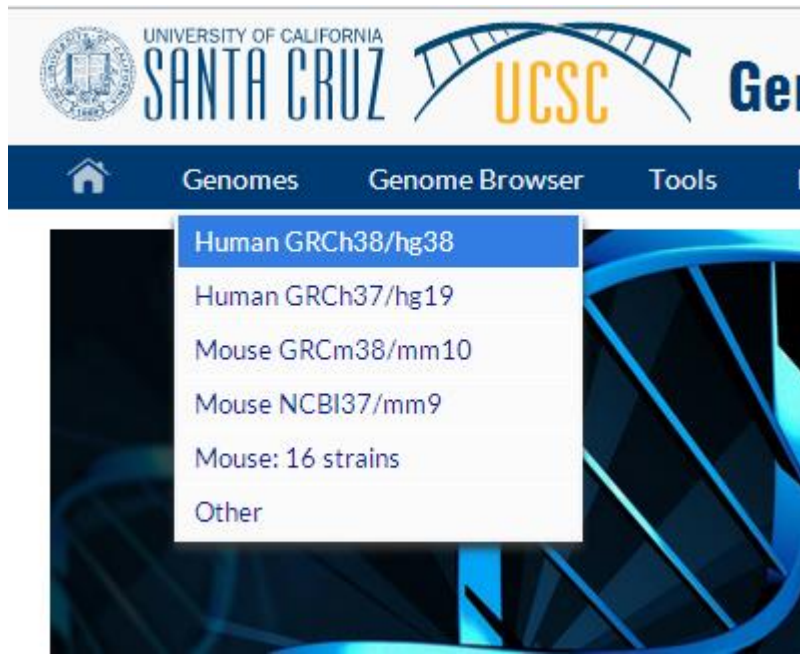 UNIVERSITY OF CALIFORNIA
SANTA CRUZ
UCSC
Genomes Genome Browser Tools
Human GRCh38/hg38
Human GRCh37/hg19
Mouse GRCm38/mm10
Mouse NCBI37/mm9
Mouse: 16 strains
Other